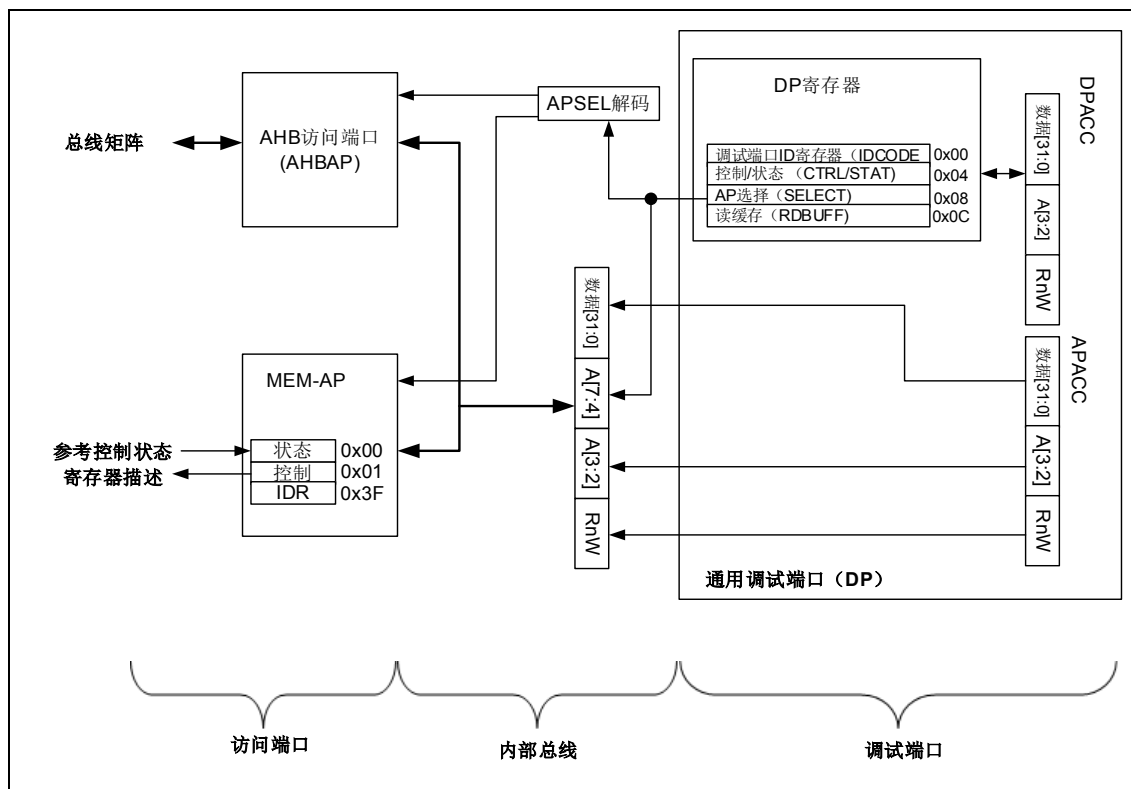 AHB访问端口
(AHBAP)
总线矩阵
APSEL解码
DP寄存器
调试端口ID寄存器（IDCODE 0x00
控制/状态 （CTRL/STAT) 0x04
AP选择（SELECT) 0x08
读缓存（RDBUFF) 0x0C
DPACC
数据[31:0]
A[3:2]
RnW
MEM-AP
参考控制状态
寄存器描述
状态 0x00
控制 0x01
IDR 0x3F
数据[31:0]
A[7:4]
A[3:2]
RnW
APACC
数据[31:0]
A[3:2]
RnW
通用调试端口（DP）
访问端口
内部总线
调试端口